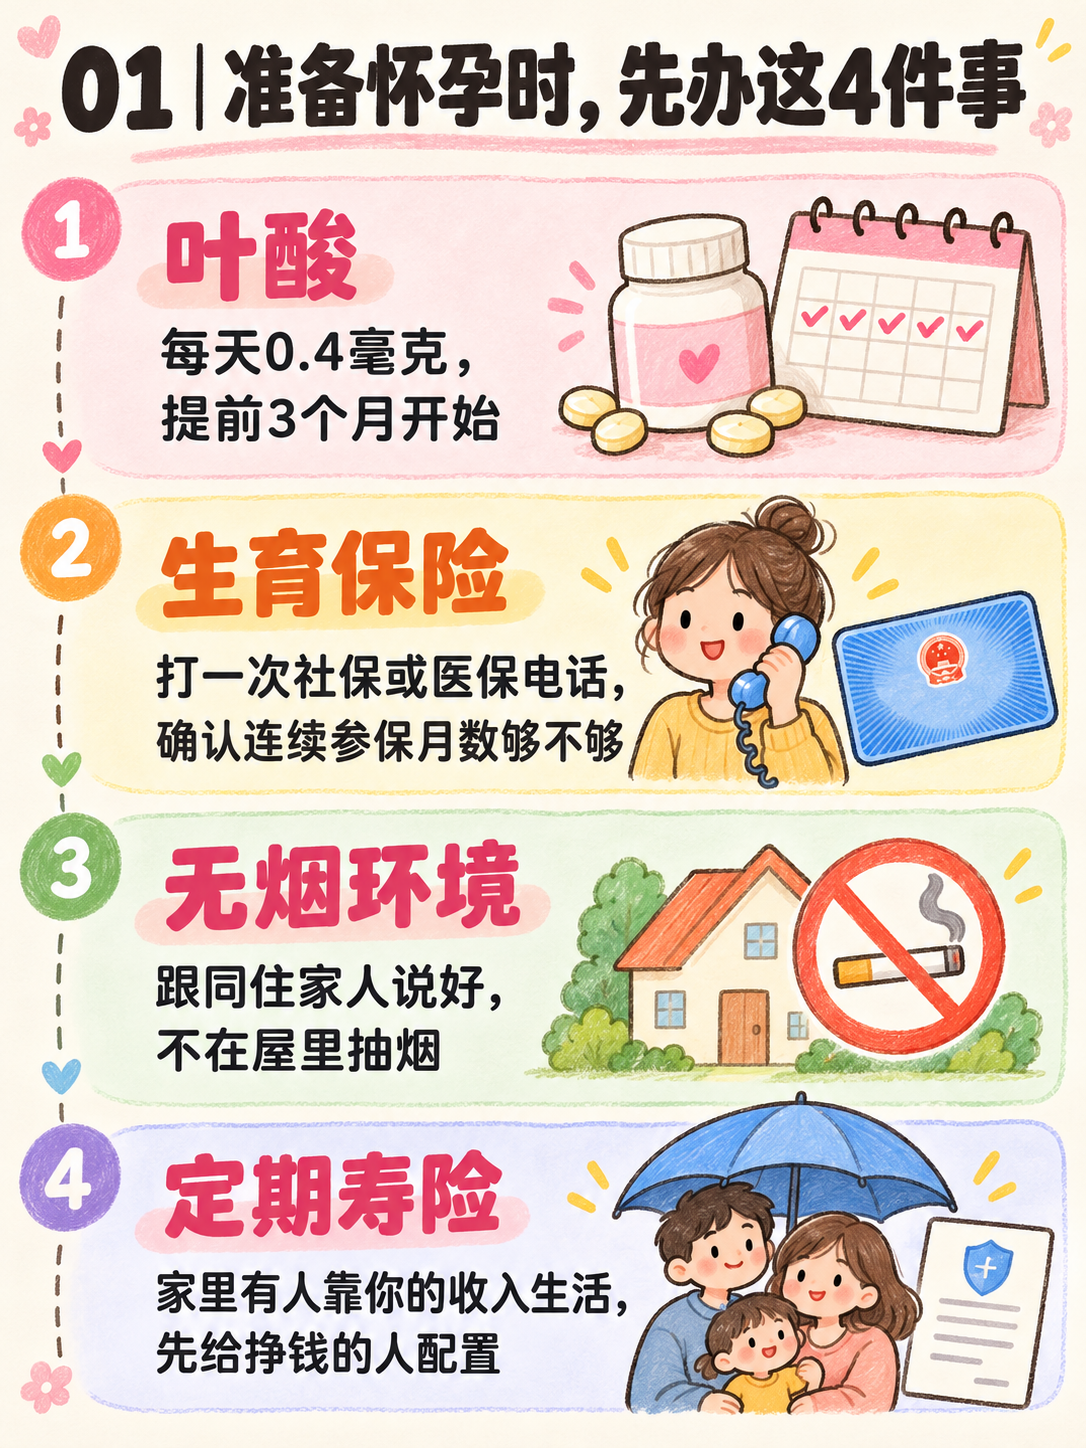 01 | 准备怀孕时，先办这4件事
1
叶酸
每天0.4毫克，
提前3个月开始
2
生育保险
打一次社保或医保电话，
确认连续参保月数够不够
3
无烟环境
跟同住家人说好，
不在屋里抽烟
4
定期寿险
家里有人靠你的收入生活，
先给挣钱的人配置